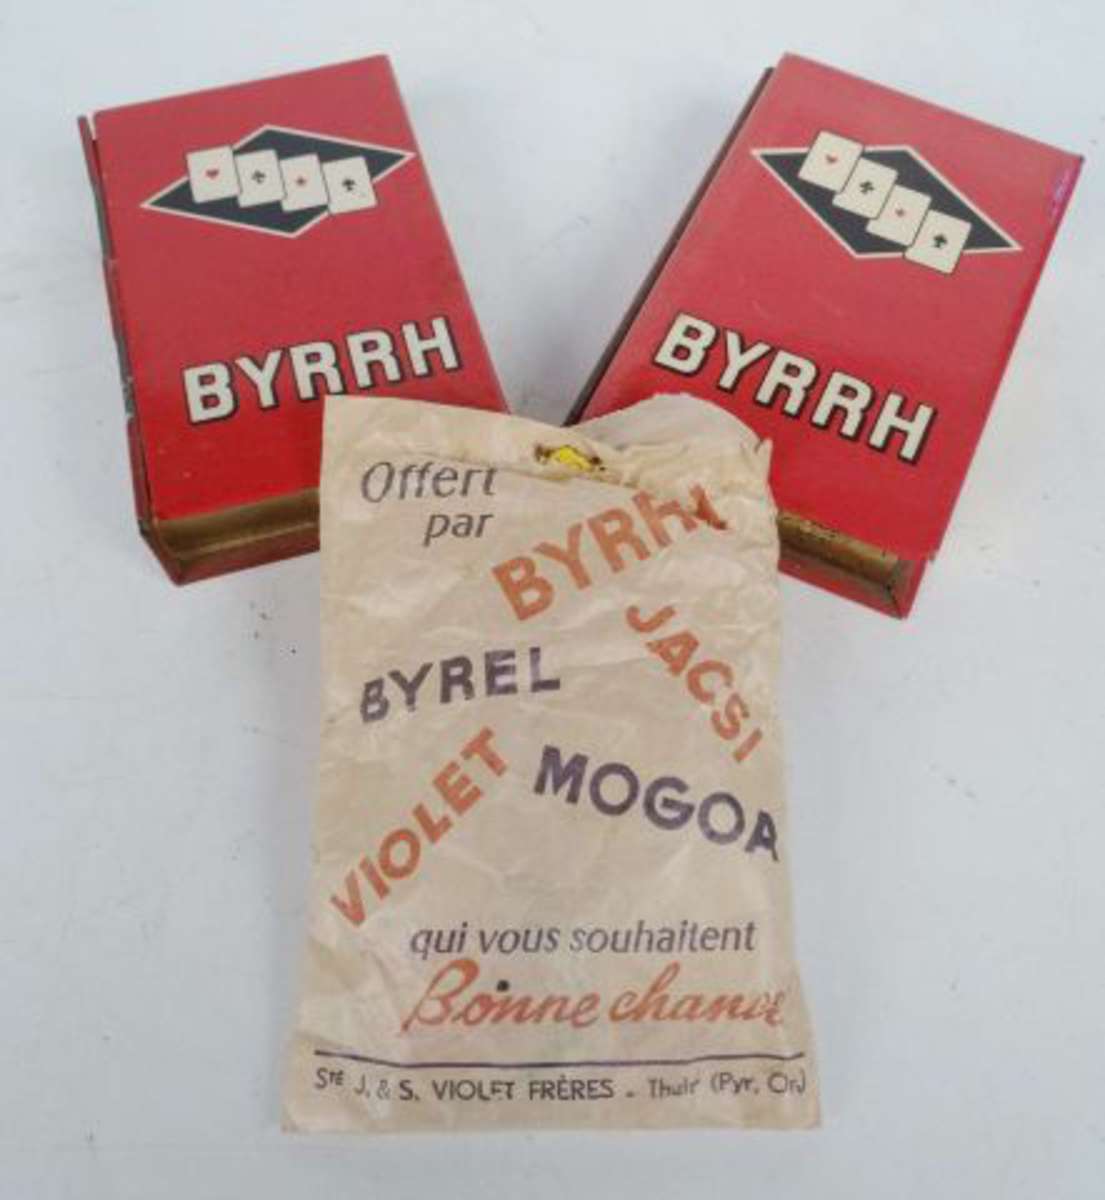 BYRRH
BYRRH
Offert
par
BYRRH
JACSI
BYREL
VIOLET
MOGOA
qui vous souhaitent
Bonne chance
STÉ J. & S. VIOLET FRÈRES - Thuir (Pyr. Or.)